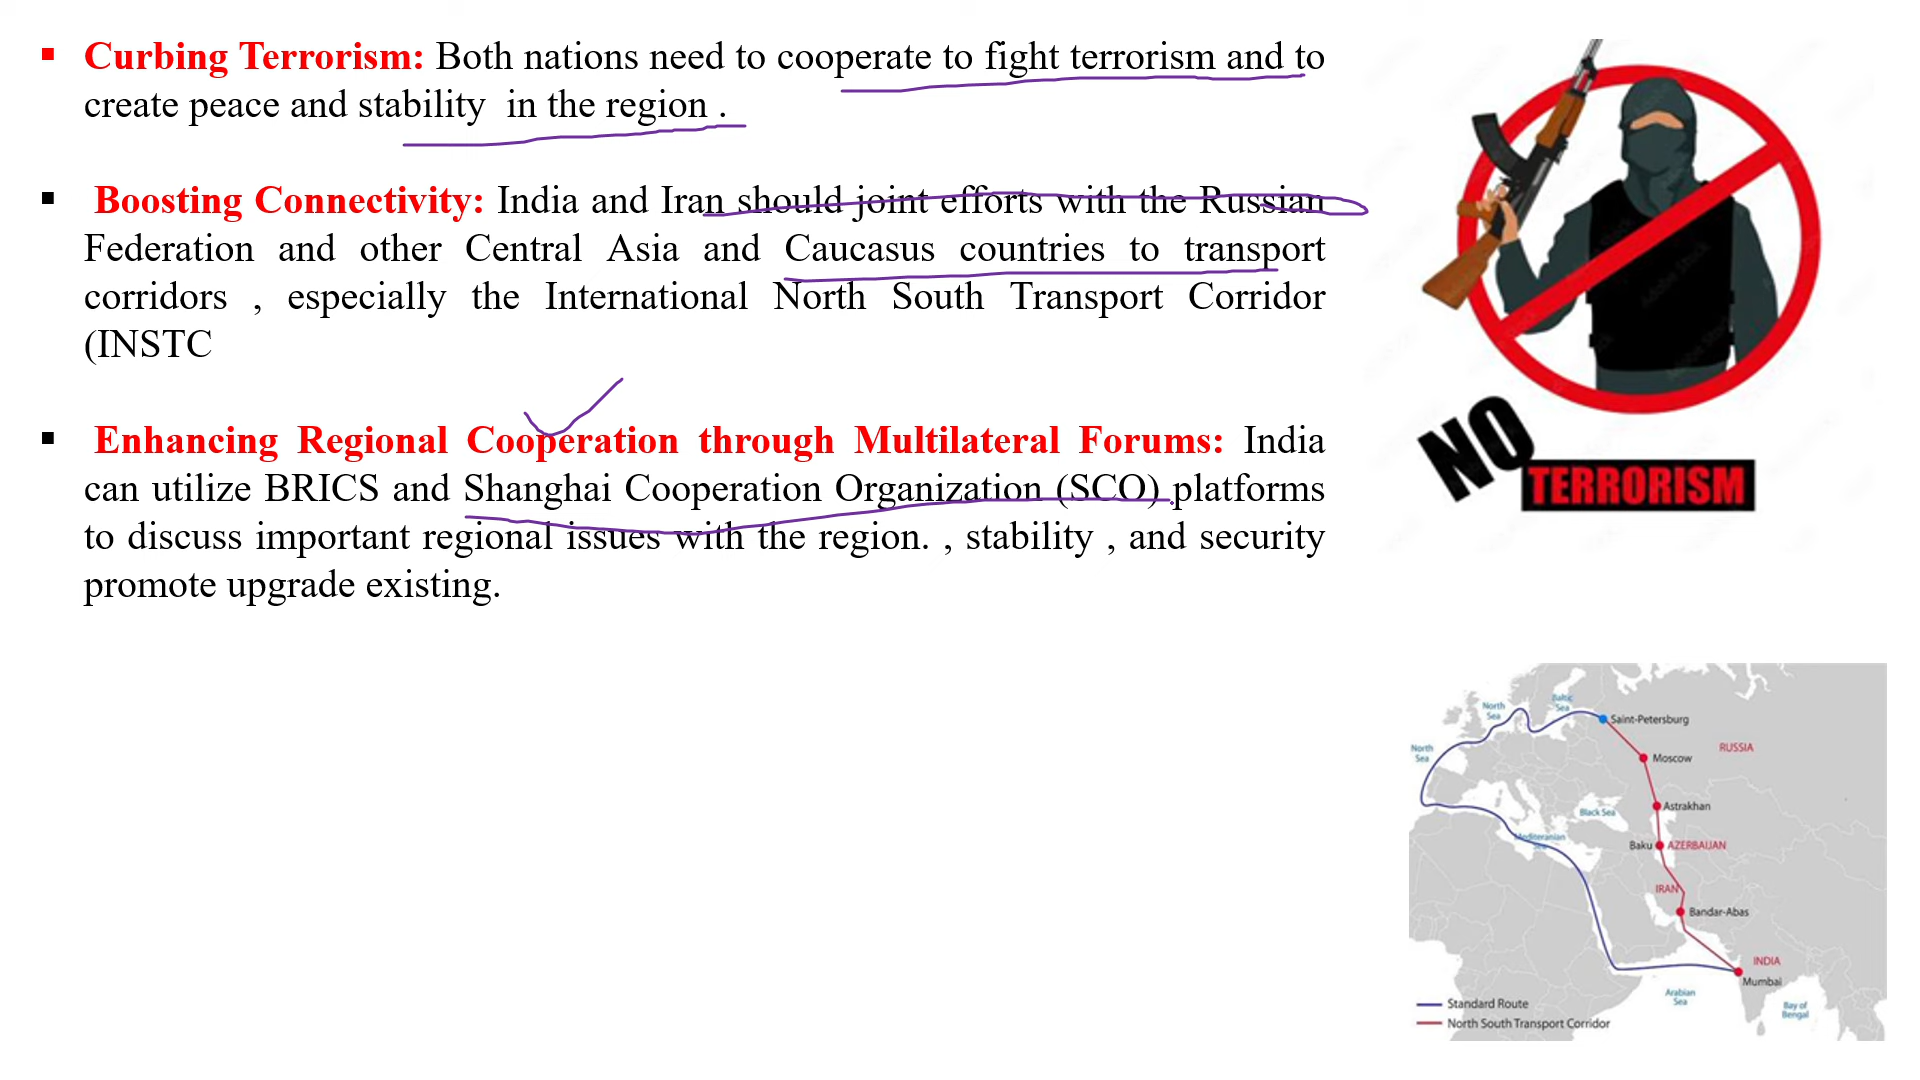 ▪ Curbing Terrorism: Both nations need to cooperate to fight terrorism and to
create peace and stability in the region .
▪ Boosting Connectivity: India and Iran should joint efforts with the Russian
Federation and other Central Asia and Caucasus countries to transport
corridors , especially the International North South Transport Corridor
(INSTC
▪ Enhancing Regional Cooperation through Multilateral Forums: India
can utilize BRICS and Shanghai Cooperation Organization (SCO) platforms
to discuss important regional issues with the region. , stability , and security
promote upgrade existing.
NO
TERRORISM
North
Sea
Baltic
Sea
Saint-Petersburg
North
Sea
RUSSIA
Moscow
Astrakhan
Black Sea
Mediteranian
Sea
Baku
AZERBAIJAN
IRAN
Bandar-Abas
INDIA
Mumbai
Arabian
Sea
Bay of
Bengal
Standard Route
North South Transport Corridor